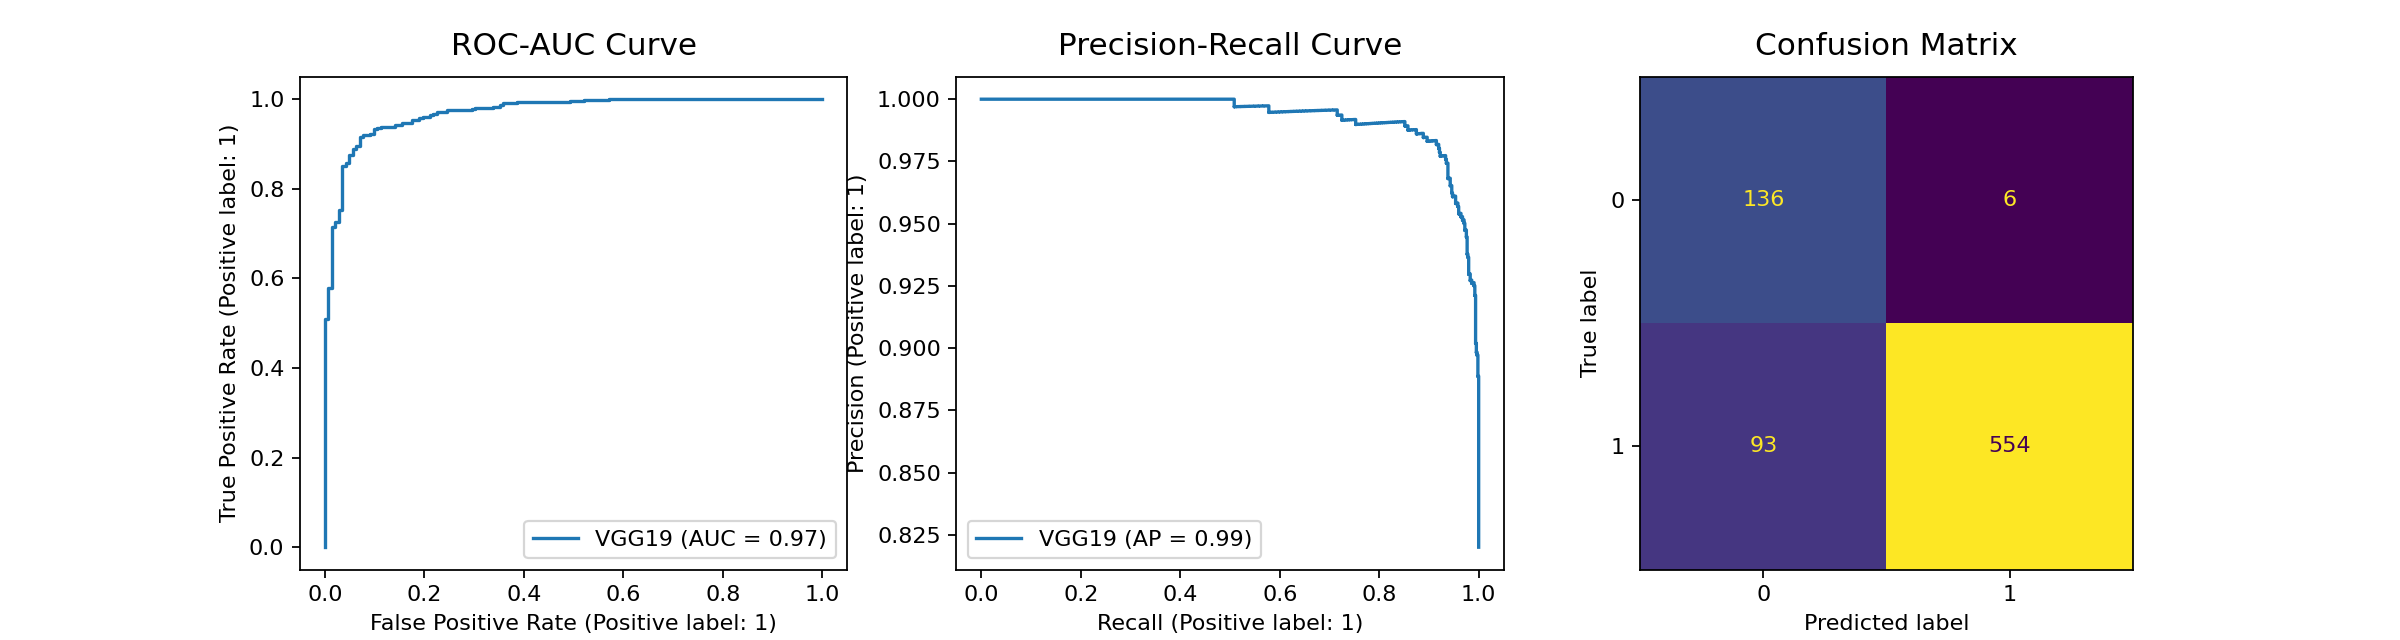 ROC-AUC Curve
True Positive Rate (Positive label: 1)
1.0
0.8
0.6
0.4
0.2
0.0
VGG19 (AUC = 0.97)
0.0 0.2 0.4 0.6 0.8 1.0
False Positive Rate (Positive label: 1)
Precision-Recall Curve
Precision (Positive label: 1)
1.000
0.975
0.950
0.925
0.900
0.875
0.850
0.825
VGG19 (AP = 0.99)
0.0 0.2 0.4 0.6 0.8 1.0
Recall (Positive label: 1)
Confusion Matrix
True label
0 136 6
1 93 554
0 1
Predicted label